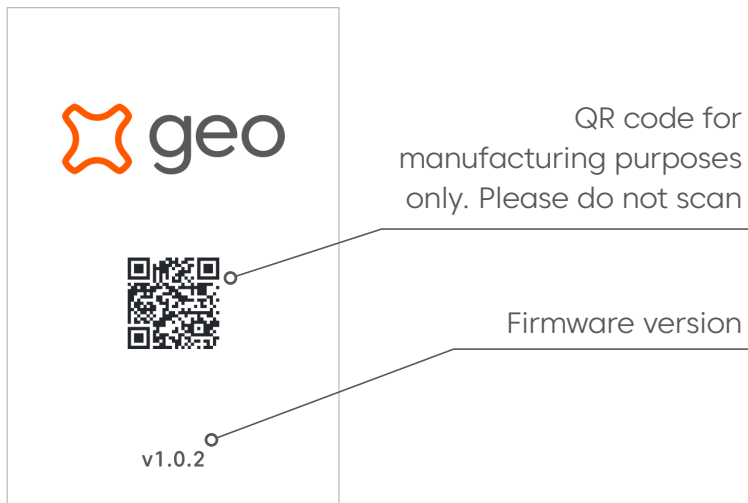 geo
QR code for
manufacturing purposes
only. Please do not scan
Firmware version
v1.0.2